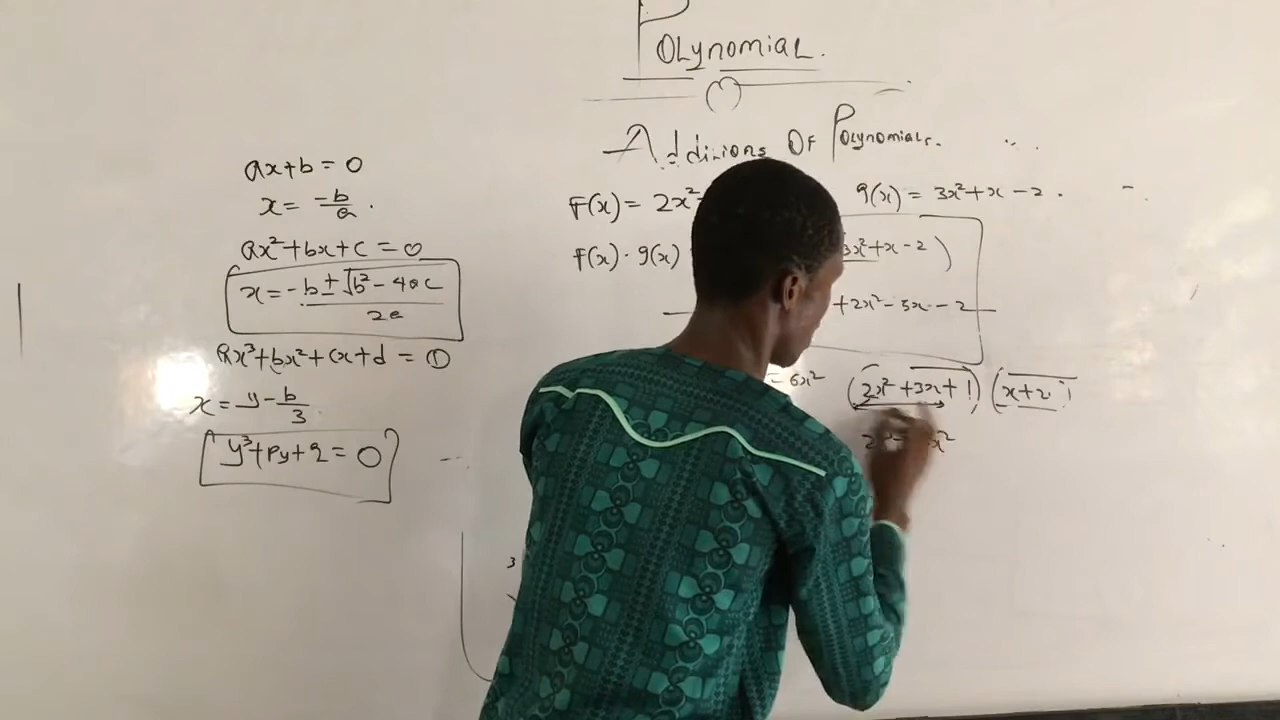 POLYNOMIAL.
Additions OF Polynomials.
ax+b = 0
x = -b/a.
ax²+bx+c = 0
x = -b ± √b² - 4ac / 2a
ax³+bx²+cx+d = 0
x = y - b/3
y³+py+q = 0
F(x) = 2x² g(x) = 3x²+x-2.
F(x)·g(x) 3x²+x-2)
+2x²-5x-2
= 6x² (2x²+3x+1)(x+2)